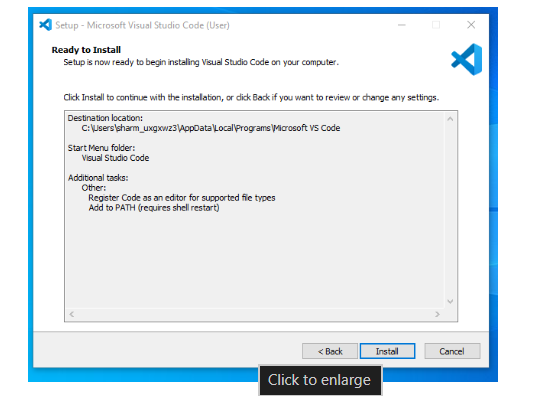 Setup - Microsoft Visual Studio Code (User)
Ready to Install
Setup is now ready to begin installing Visual Studio Code on your computer.
Click Install to continue with the installation, or click Back if you want to review or change any settings.
Destination location:
C:\Users\sharm_uxgxwz3\AppData\Local\Programs\Microsoft VS Code
Start Menu folder:
Visual Studio Code
Additional tasks:
Other:
Register Code as an editor for supported file types
Add to PATH (requires shell restart)
< Back Install Cancel
Click to enlarge